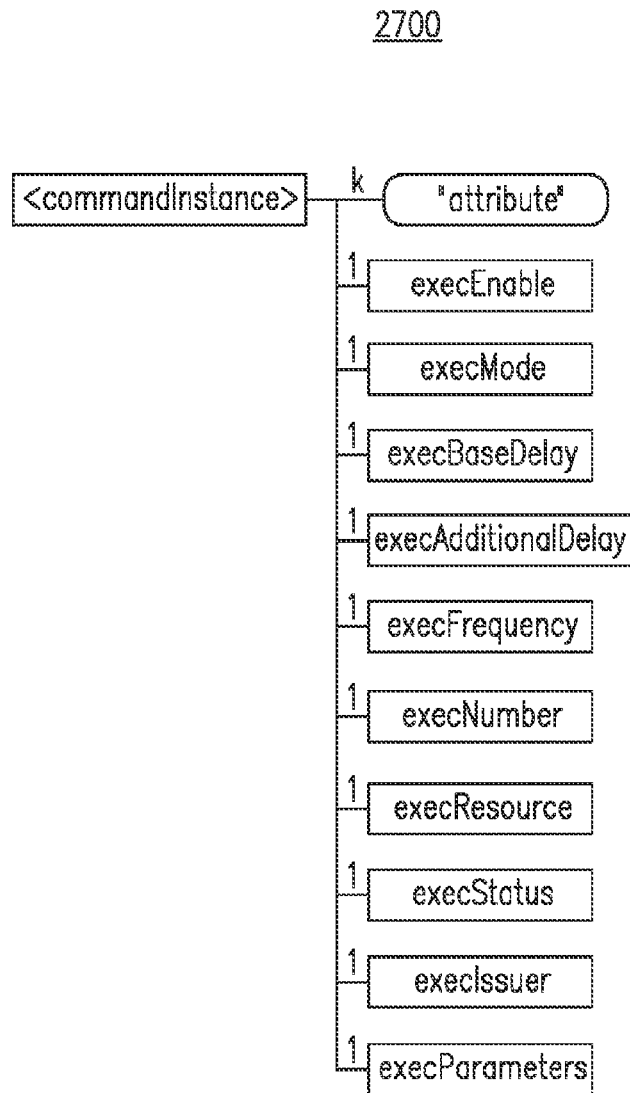 2700
<commandInstance>
k
"attribute"
1
execEnable
1
execMode
1
execBaseDelay
1
execAdditionalDelay
1
execFrequency
1
execNumber
1
execResource
1
execStatus
1
execIssuer
1
execParameters